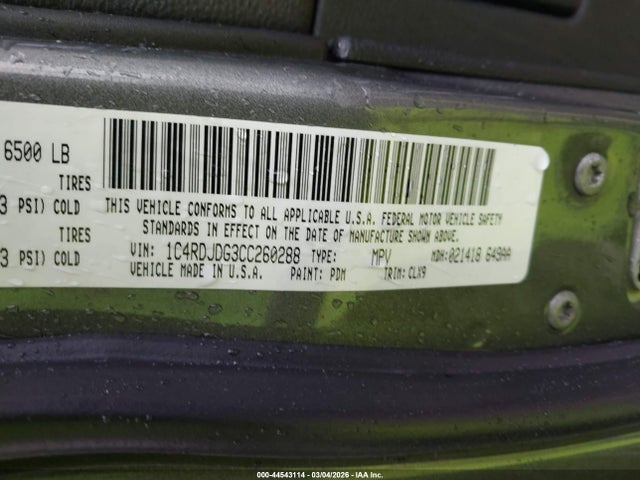 6500 LB
TIRES
3 PSI) COLD
THIS VEHICLE CONFORMS TO ALL APPLICABLE U.S.A. FEDERAL MOTOR VEHICLE SAFETY
TIRES
STANDARDS IN EFFECT ON THE DATE OF MANUFACTURE SHOWN ABOVE.
3 PSI) COLD
VIN: 1C4RDJDG3CC260288 TYPE: MPV MDH:021418 649AA
VEHICLE MADE IN U.S.A. PAINT: PDM TRIM: CLX9
000-44543114 - 03/04/2026 - IAA Inc.